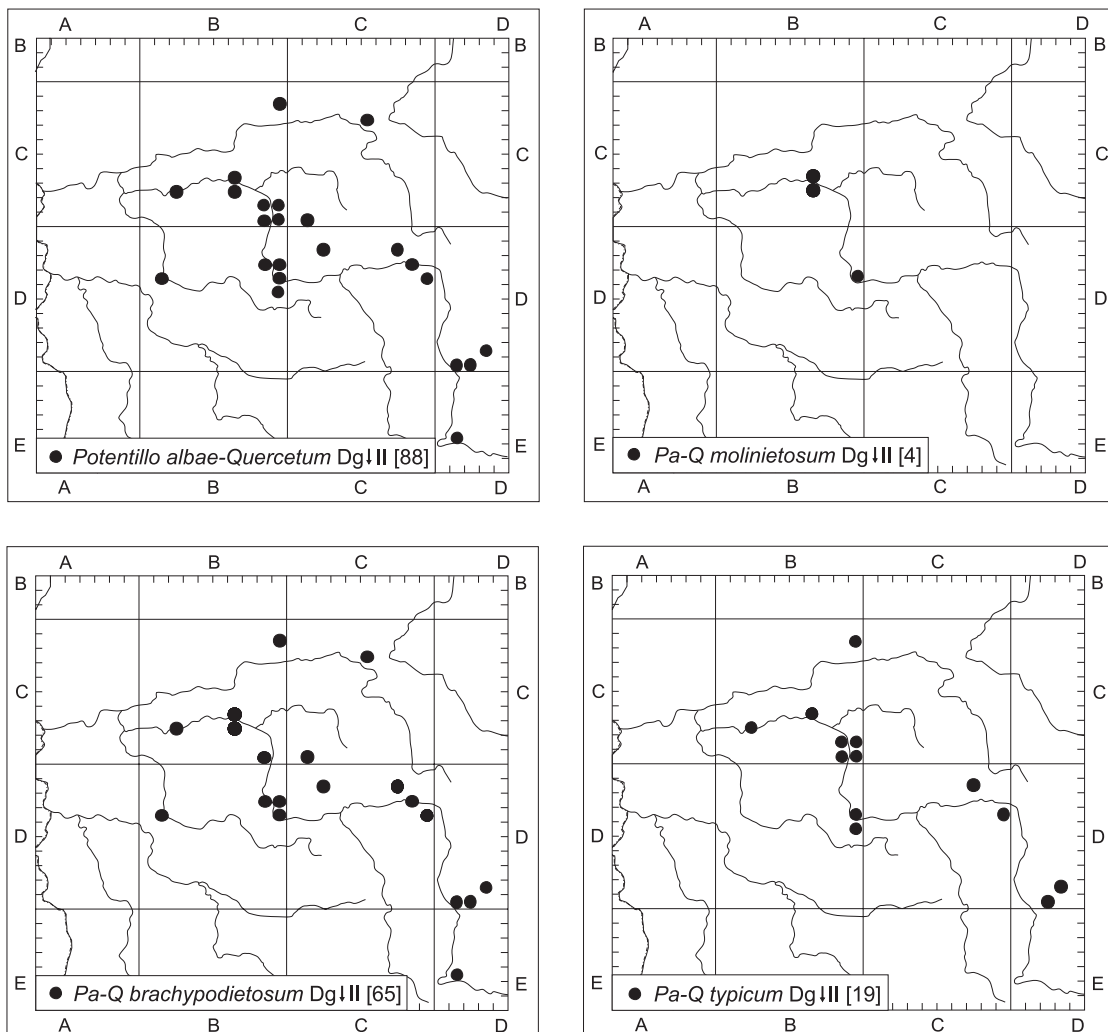 A B C D
B B
C C
D D
E E
● Potentillo albae-Quercetum Dg↓II [88]
A B C D
A B C D
B B
C C
D D
E E
● Pa-Q molinietosum Dg↓II [4]
A B C D
A B C D
B B
C C
D D
E E
● Pa-Q brachypodietosum Dg↓II [65]
A B C D
A B C D
B B
C C
D D
E E
● Pa-Q typicum Dg↓II [19]
A B C D